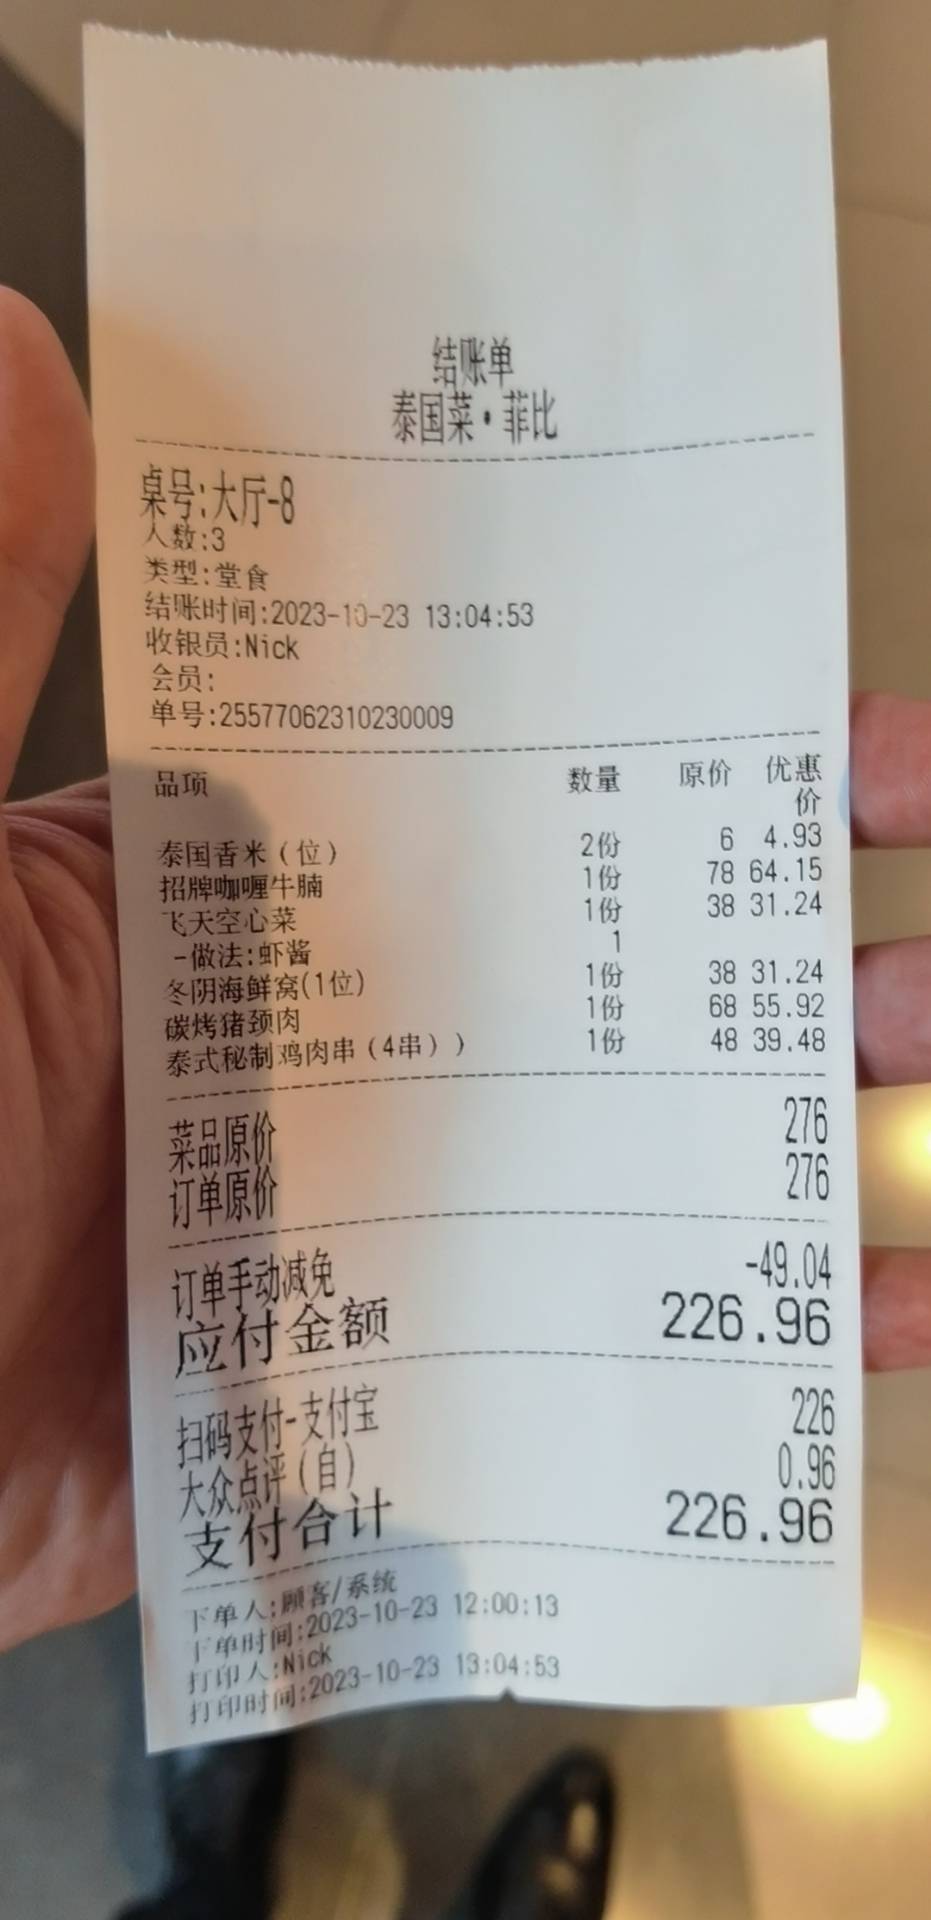 结账单
泰国菜·菲比
桌号:大厅-8
人数:3
类型:堂食
结账时间:2023-10-23 13:04:53
收银员:Nick
会员:
单号:25577062310230009
品项 数量 原价 优惠价
泰国香米(位) 2份 6 4.93
招牌咖喱牛腩 1份 78 64.15
飞天空心菜 1份 38 31.24
-做法:虾酱 1
冬阴海鲜窝(1位) 1份 38 31.24
碳烤猪颈肉 1份 68 55.92
泰式秘制鸡肉串(4串)) 1份 48 39.48
菜品原价 276
订单原价 276
订单手动减免 -49.04
应付金额 226.96
扫码支付-支付宝 226
大众点评(自) 0.96
支付合计 226.96
下单人:顾客/系统
下单时间:2023-10-23 12:00:13
打印人:Nick
打印时间:2023-10-23 13:04:53